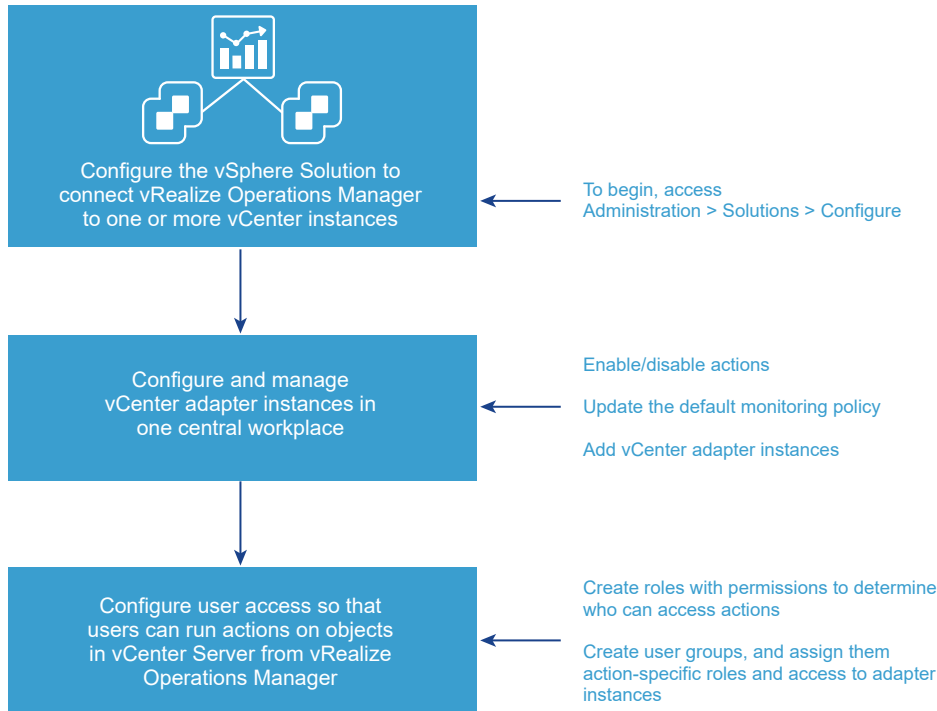 Configure the vSphere Solution to
connect vRealize Operations Manager
to one or more vCenter instances
To begin, access
Administration > Solutions > Configure
Configure and manage
vCenter adapter instances in
one central workplace
Enable/disable actions
Update the default monitoring policy
Add vCenter adapter instances
Configure user access so that
users can run actions on objects
in vCenter Server from vRealize
Operations Manager
Create roles with permissions to determine
who can access actions
Create user groups, and assign them
action-specific roles and access to adapter
instances